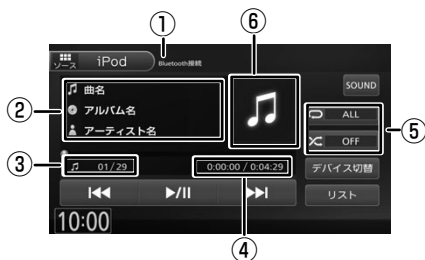 ①
⑥
ソース
iPod
Bluetooth接続
②
曲名
アルバム名
アーティスト名
SOUND
ALL
OFF
⑤
③
01/29
0:00:00 / 0:04:29
デバイス切替
リスト
④
10:00